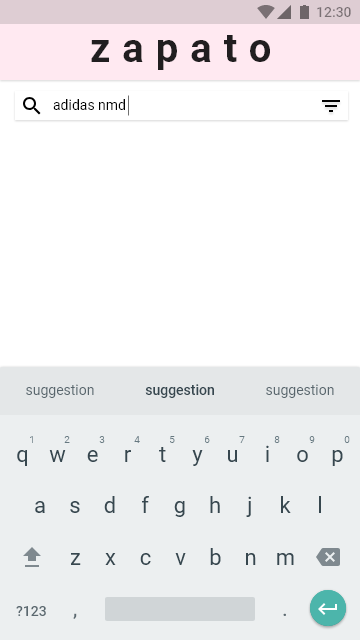 12:30
zapato
adidas nmd
suggestion suggestion suggestion
1 2 3 4 5 6 7 8 9 0
q w e r t y u i o p
a s d f g h j k l
z x c v b n m
?123 , .